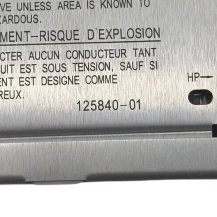 VE UNLESS AREA IS KNOWN TO
ZARDOUS.
MENT-RISQUE D'EXPLOSION
CTER AUCUN CONDUCTEUR TANT
UIT EST SOUS TENSION, SAUF SI
ENT EST DESIGNE COMME
REUX.
HP
125840-01